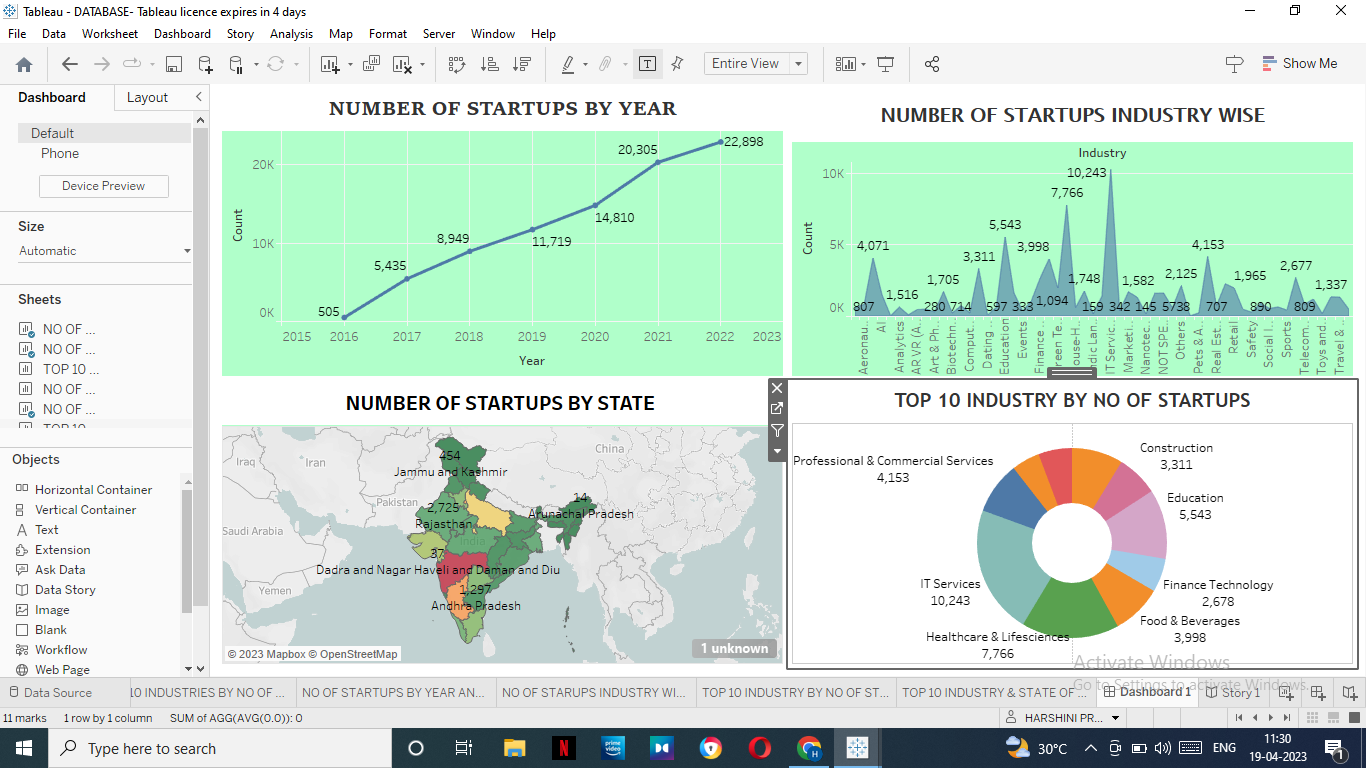 Tableau - DATABASE- Tableau licence expires in 4 days
File Data Worksheet Dashboard Story Analysis Map Format Server Window Help
Entire View
Show Me
Dashboard Layout
Default
Phone
Device Preview
Size
Automatic
Sheets
NO OF ...
NO OF ...
TOP 10 ...
NO OF ...
NO OF ...
TOP 10
Objects
Horizontal Container
Vertical Container
Text
Extension
Ask Data
Data Story
Image
Blank
Workflow
Web Page
NUMBER OF STARTUPS BY YEAR
Count
20K
10K
0K
505
5,435
8,949
11,719
14,810
20,305
22,898
2015 2016 2017 2018 2019 2020 2021 2022 2023
Year
NUMBER OF STARTUPS INDUSTRY WISE
Industry
Count
10K
5K
0K
10,243
7,766
5,543
4,071 3,998 4,153
3,311
1,705 1,748 2,125 2,677
1,516 1,094 1,582 1,965 1,337
807 280 714 597 333 159 342 145 5738 707 890 809
Aeronau..
AI
Analytics
AR VR (A..
Art & Ph..
Biotechn..
Comput..
Dating ..
Education
Events
Finance ..
reen Te..
ouse-H..
ndic Lan..
IT Servic..
Marketi..
Nanotec..
NOT SPE..
Others
Pets & A..
Real Est..
Retail
Safety
Social I..
Sports
Telecom..
Toys and..
Travel & ..
NUMBER OF STARTUPS BY STATE
Iraq
Iran
China
Pakistan
Saudi Arabia
Yemen
India
454
Jammu and Kashmir
2,725
Rajasthan
14
Arunachal Pradesh
37
Dadra and Nagar Haveli and Daman and Diu
1,297
Andhra Pradesh
© 2023 Mapbox © OpenStreetMap
1 unknown
TOP 10 INDUSTRY BY NO OF STARTUPS
Professional & Commercial Services
4,153
Construction
3,311
Education
5,543
IT Services
10,243
Finance Technology
2,678
Food & Beverages
3,998
Healthcare & Lifesciences
7,766
Activate Windows
Go to Settings to activate Windows.
Data Source
10 INDUSTRIES BY NO OF ...
NO OF STARTUPS BY YEAR AN...
NO OF STARUPS INDUSTRY WI...
TOP 10 INDUSTRY BY NO OF ST...
TOP 10 INDUSTRY & STATE OF ...
Dashboard 1
Story 1
11 marks 1 row by 1 column SUM of AGG(AVG(0.0)): 0
HARSHINI PR...
Type here to search
N
prime video
H
30°C
ENG
11:30
19-04-2023
1